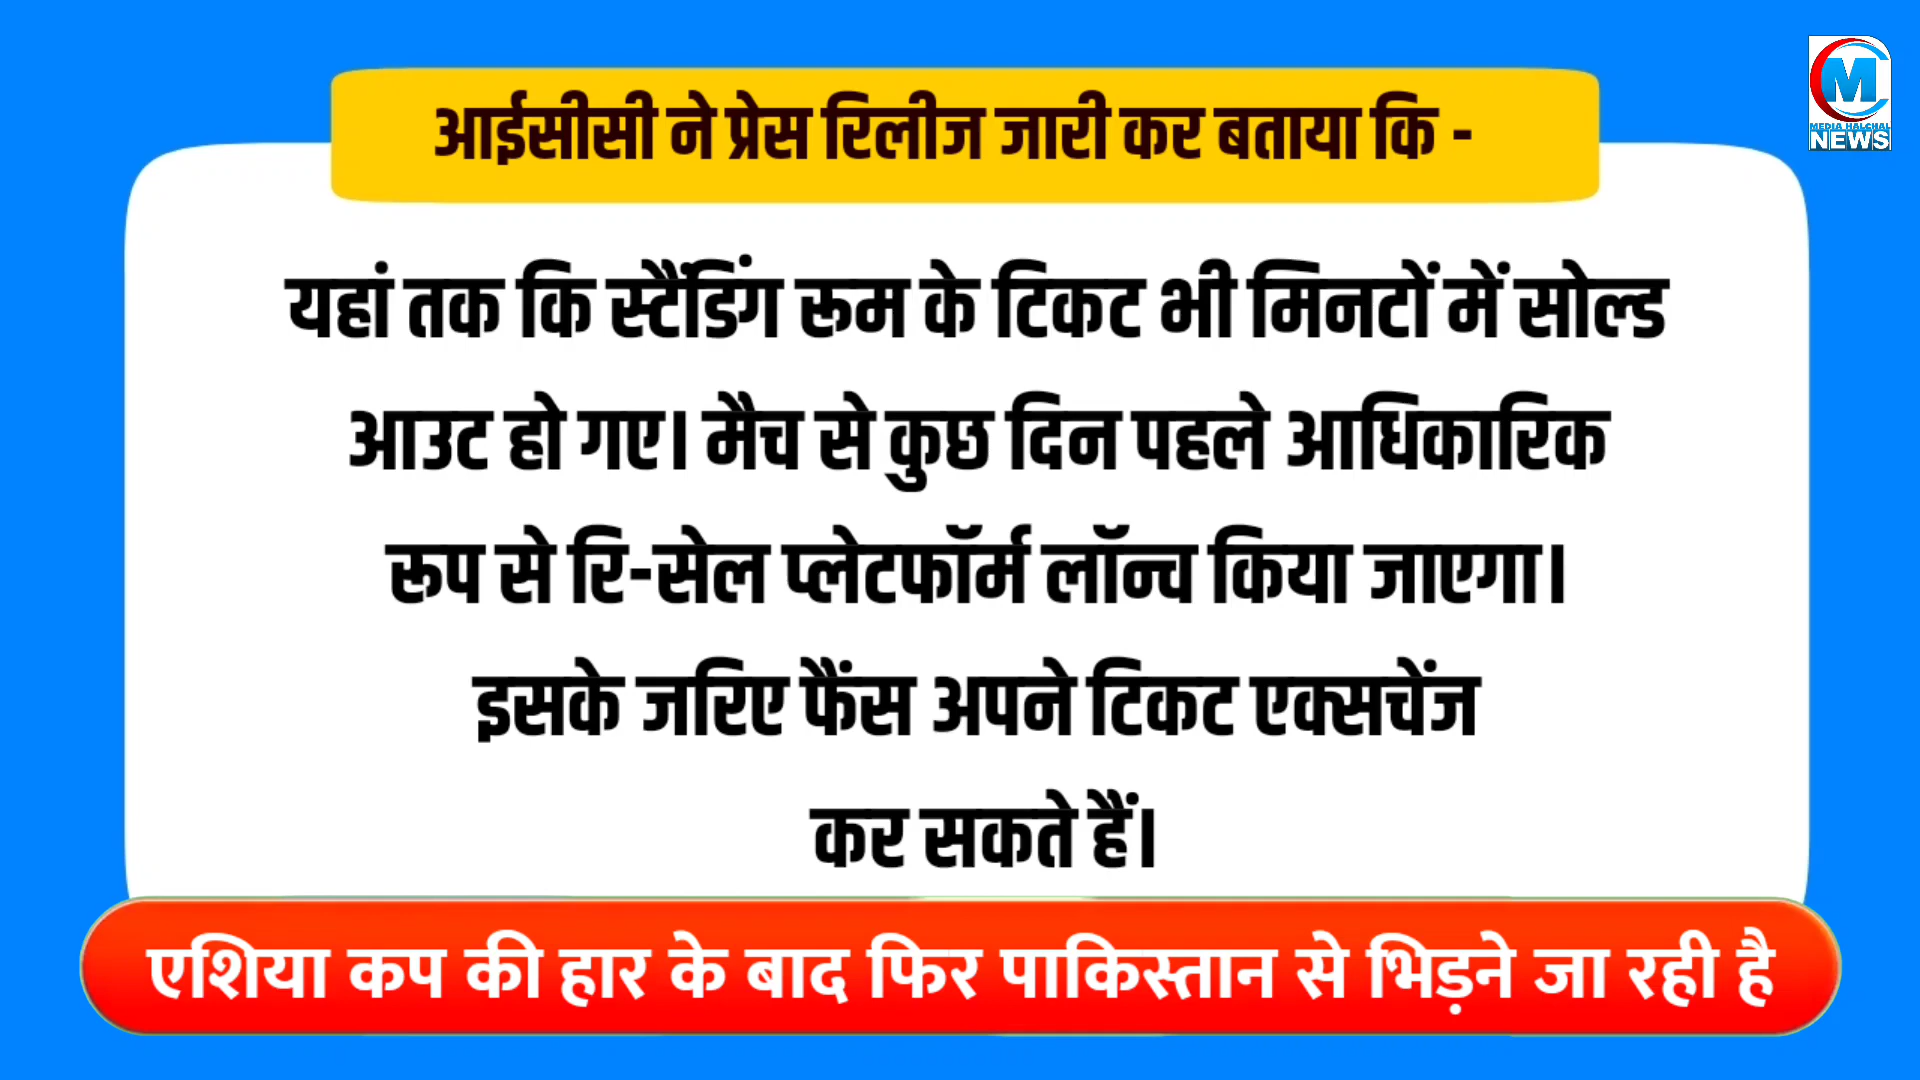 आईसीसी ने प्रेस रिलीज जारी कर बताया कि -
MEDIA HALCHAL
NEWS
यहां तक कि स्टैंडिंग रूम के टिकट भी मिनटों में सोल्ड
आउट हो गए। मैच से कुछ दिन पहले आधिकारिक
रूप से रि-सेल प्लेटफॉर्म लॉन्च किया जाएगा।
इसके जरिए फैंस अपने टिकट एक्सचेंज
कर सकते हैं।
एशिया कप की हार के बाद फिर पाकिस्तान से भिड़ने जा रही है